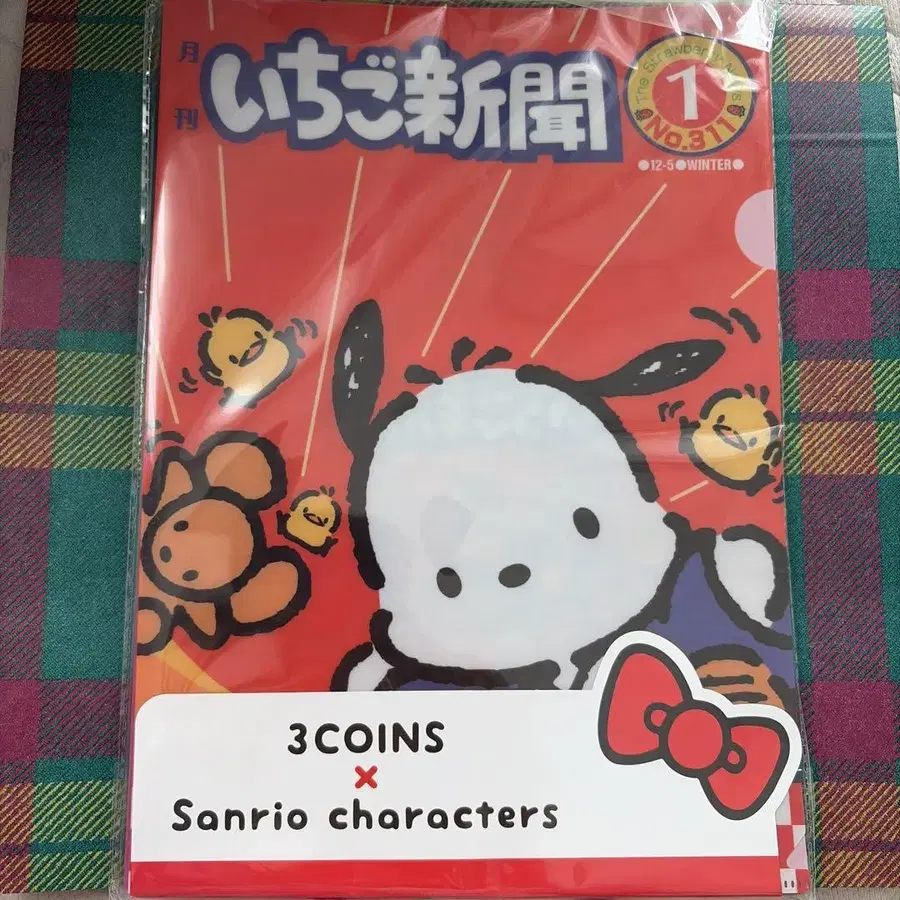 月刊
いちご新聞
The Strawberry News
1
No.311
●12-5●WINTER●
3COINS
×
Sanrio characters